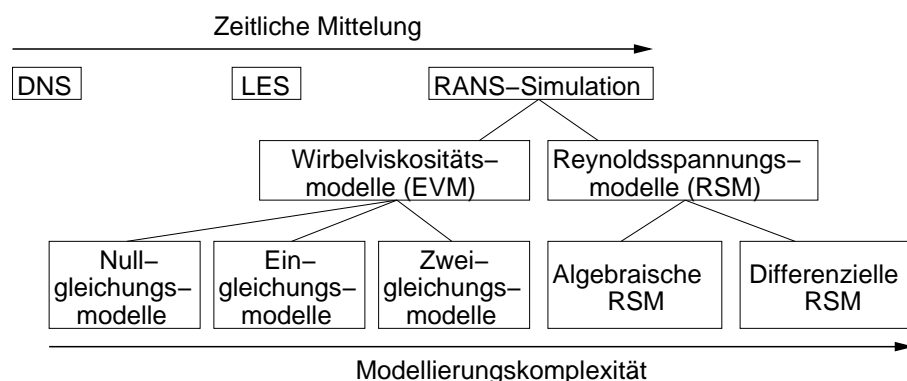 Zeitliche Mittelung
DNS
LES
RANS−Simulation
Wirbelviskositäts−
modelle (EVM)
Reynoldsspannungs−
modelle (RSM)
Null−
gleichungs−
modelle
Ein−
gleichungs−
modelle
Zwei−
gleichungs−
modelle
Algebraische
RSM
Differenzielle
RSM
Modellierungskomplexität